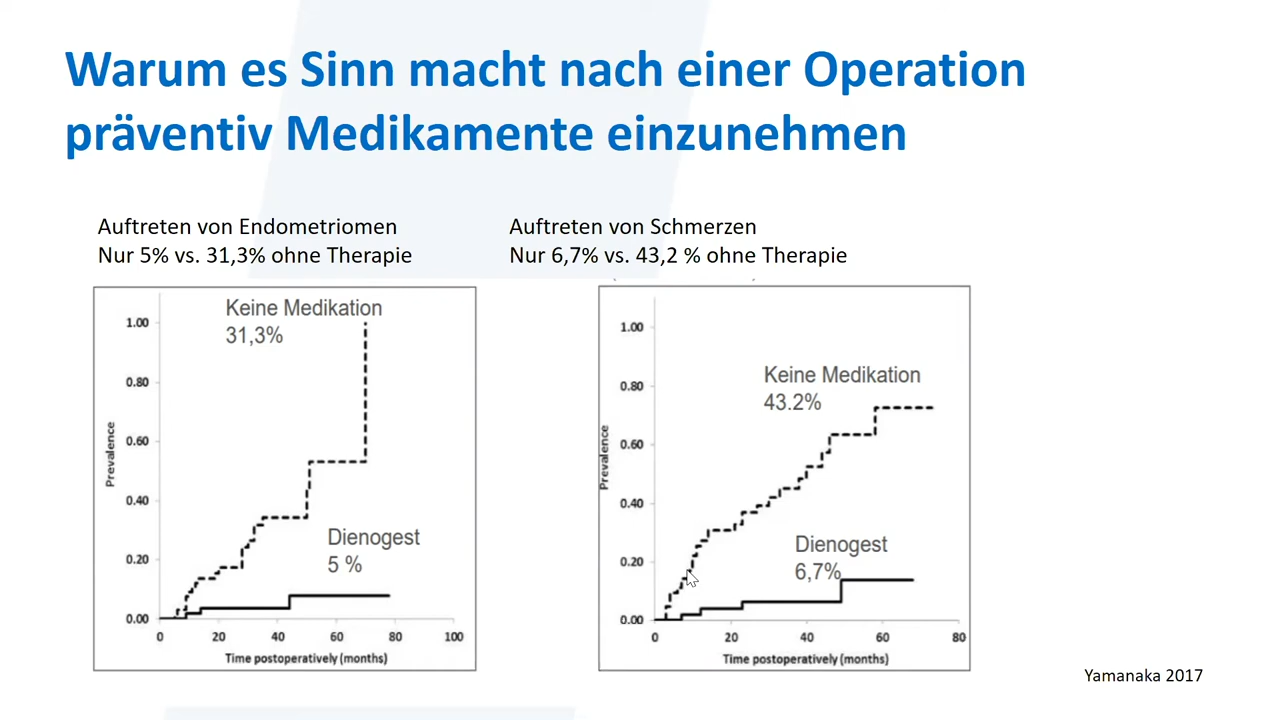 Warum es Sinn macht nach einer Operation
präventiv Medikamente einzunehmen
Auftreten von Endometriomen
Nur 5% vs. 31,3% ohne Therapie
Auftreten von Schmerzen
Nur 6,7% vs. 43,2 % ohne Therapie
Keine Medikation
31,3%
Dienogest
5 %
Prevalence
1.00
0.80
0.60
0.40
0.20
0.00
0 20 40 60 80 100
Time postoperatively (months)
Keine Medikation
43.2%
Dienogest
6,7%
Prevalence
1.00
0.80
0.60
0.40
0.20
0.00
0 20 40 60 80
Time postoperatively (months)
Yamanaka 2017